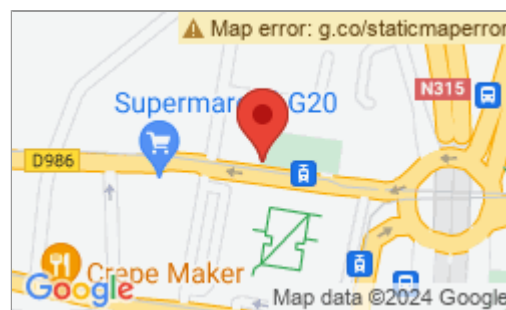 Map error: g.co/staticmaperror
N315
Supermar G20
D986
Crepe Maker
Google
Map data ©2024 Google